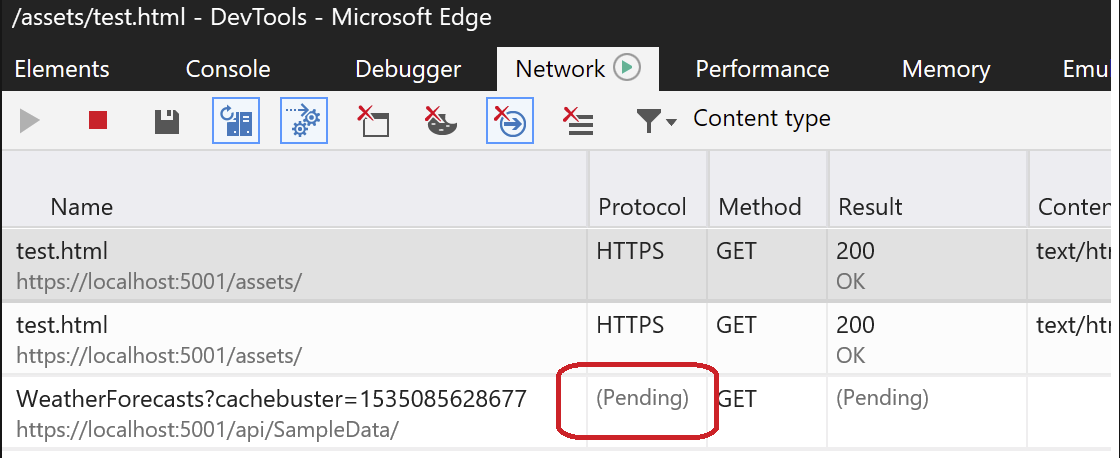 /assets/test.html - DevTools - Microsoft Edge
Elements Console Debugger Network Performance Memory Emu
Content type
Name Protocol Method Result Conten
test.html HTTPS GET 200 text/htm
https://localhost:5001/assets/ OK
test.html HTTPS GET 200 text/htm
https://localhost:5001/assets/ OK
WeatherForecasts?cachebuster=1535085628677 (Pending) GET (Pending)
https://localhost:5001/api/SampleData/